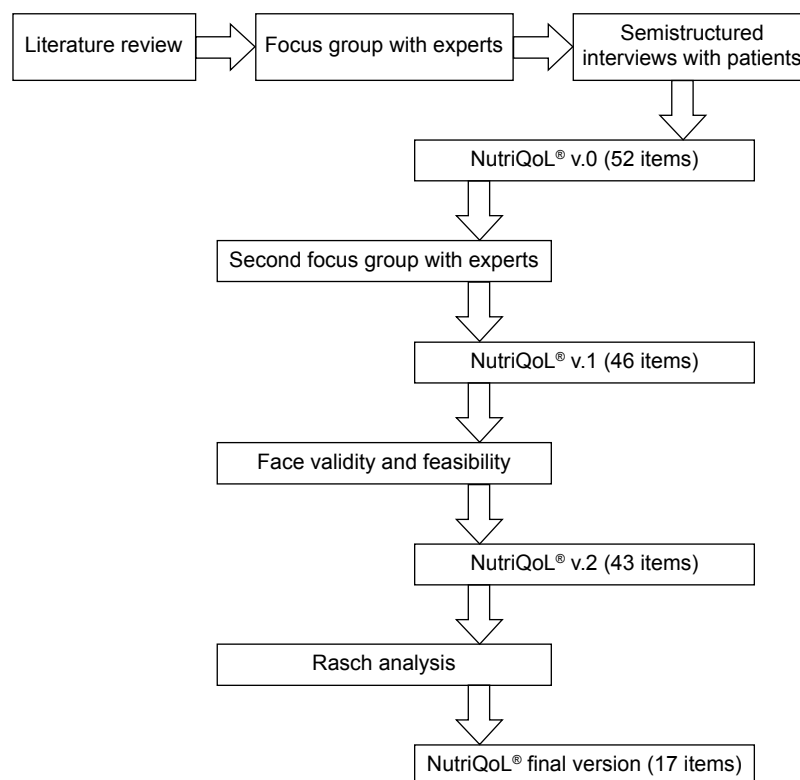 Literature review
Focus group with experts
Semistructured
interviews with patients
NutriQoL® v.0 (52 items)
Second focus group with experts
NutriQoL® v.1 (46 items)
Face validity and feasibility
NutriQoL® v.2 (43 items)
Rasch analysis
NutriQoL® final version (17 items)